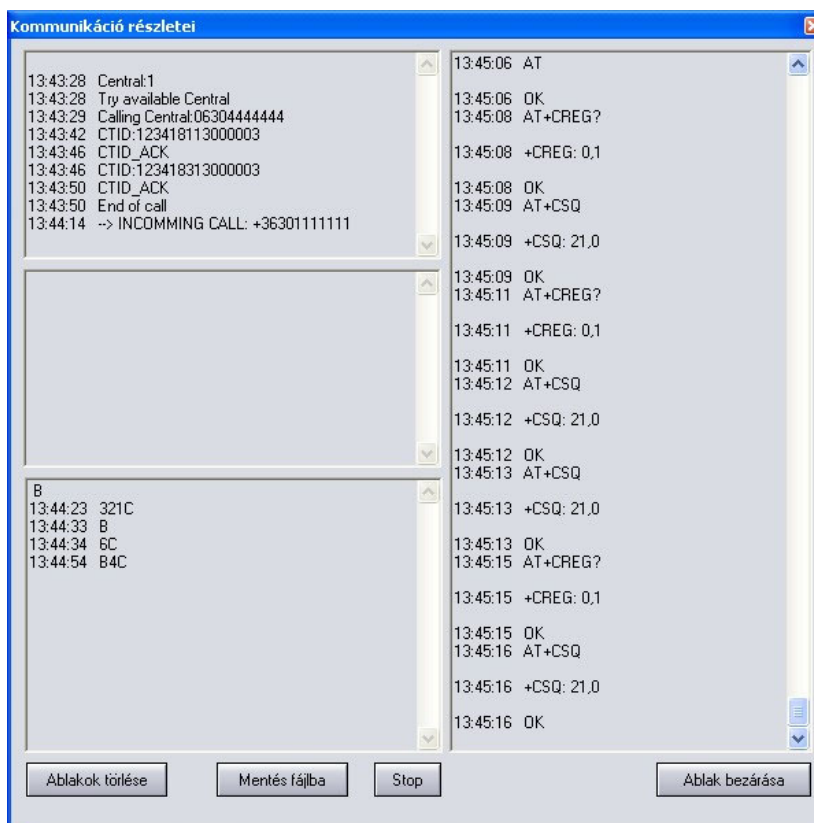 Kommunikáció részletei
13:43:28 Central:1
13:43:28 Try available Central
13:43:29 Calling Central:06304444444
13:43:42 CTID:123418113000003
13:43:46 CTID_ACK
13:43:46 CTID:123418313000003
13:43:50 CTID_ACK
13:43:50 End of call
13:44:14 --> INCOMMING CALL: +36301111111
B
13:44:23 321C
13:44:33 B
13:44:34 6C
13:44:54 B4C
13:45:06 AT
13:45:06 OK
13:45:08 AT+CREG?
13:45:08 +CREG: 0,1
13:45:08 OK
13:45:09 AT+CSQ
13:45:09 +CSQ: 21,0
13:45:09 OK
13:45:11 AT+CREG?
13:45:11 +CREG: 0,1
13:45:11 OK
13:45:12 AT+CSQ
13:45:12 +CSQ: 21,0
13:45:12 OK
13:45:13 AT+CSQ
13:45:13 +CSQ: 21,0
13:45:13 OK
13:45:15 AT+CREG?
13:45:15 +CREG: 0,1
13:45:15 OK
13:45:16 AT+CSQ
13:45:16 +CSQ: 21,0
13:45:16 OK
Ablakok törlése
Mentés fájlba
Stop
Ablak bezárása